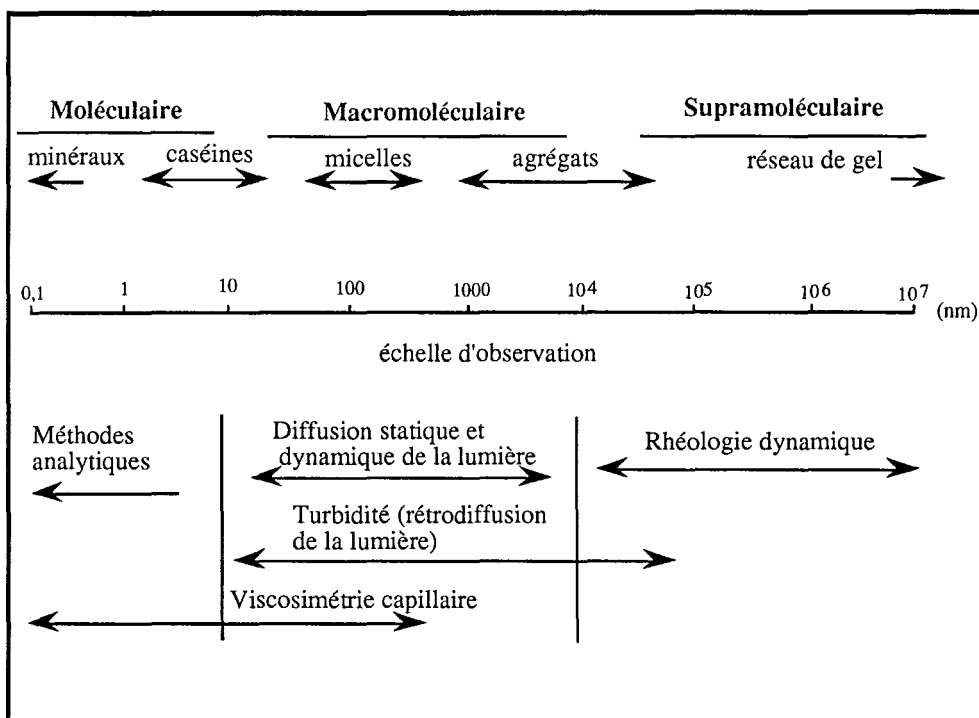 Moléculaire Macromoléculaire Supramoléculaire
minéraux caséines micelles agrégats réseau de gel
0,1 1 10 100 1000 10⁴ 10⁵ 10⁶ 10⁷ (nm)
échelle d'observation
Méthodes
analytiques
Diffusion statique et
dynamique de la lumière
Rhéologie dynamique
Turbidité (rétrodiffusion
de la lumière)
Viscosimétrie capillaire